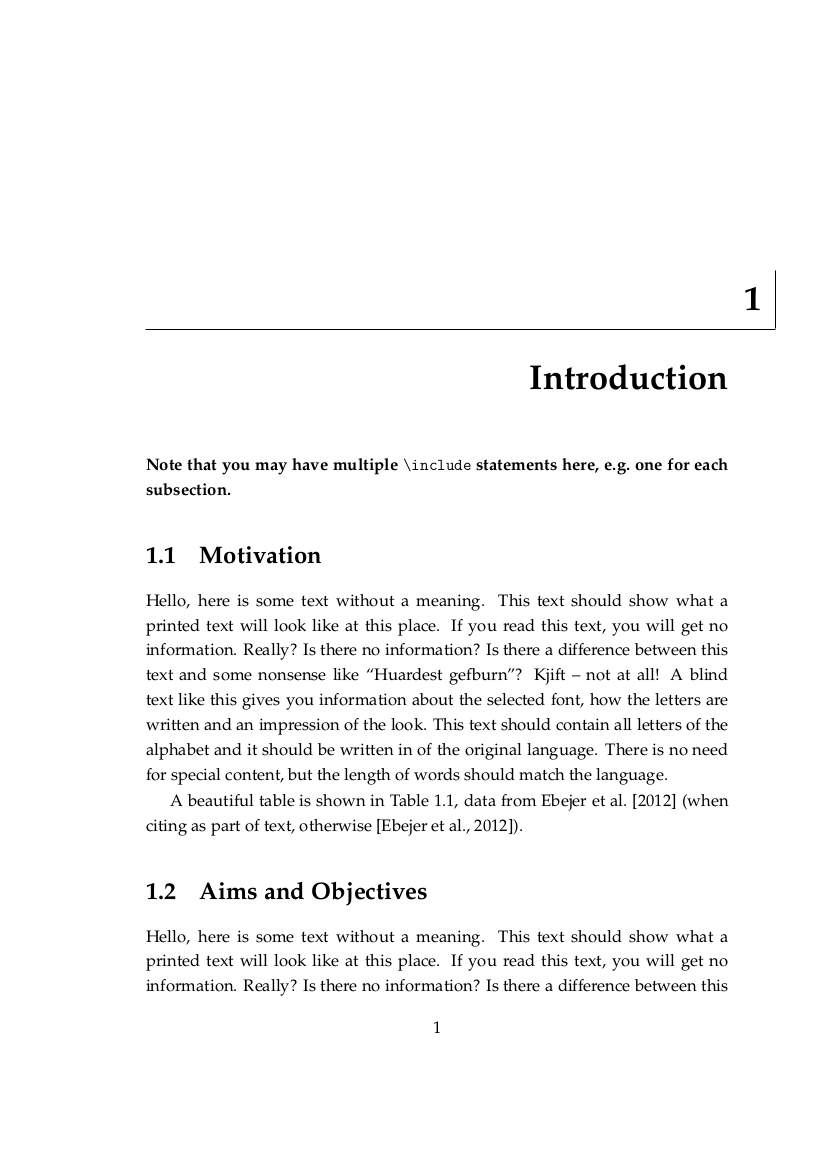 1
Introduction
Note that you may have multiple \include statements here, e.g. one for each
subsection.
1.1 Motivation
Hello, here is some text without a meaning. This text should show what a
printed text will look like at this place. If you read this text, you will get no
information. Really? Is there no information? Is there a difference between this
text and some nonsense like “Huardest gefburn”? Kjift – not at all! A blind
text like this gives you information about the selected font, how the letters are
written and an impression of the look. This text should contain all letters of the
alphabet and it should be written in of the original language. There is no need
for special content, but the length of words should match the language.
A beautiful table is shown in Table 1.1, data from Ebejer et al. [2012] (when
citing as part of text, otherwise [Ebejer et al., 2012]).
1.2 Aims and Objectives
Hello, here is some text without a meaning. This text should show what a
printed text will look like at this place. If you read this text, you will get no
information. Really? Is there no information? Is there a difference between this
1